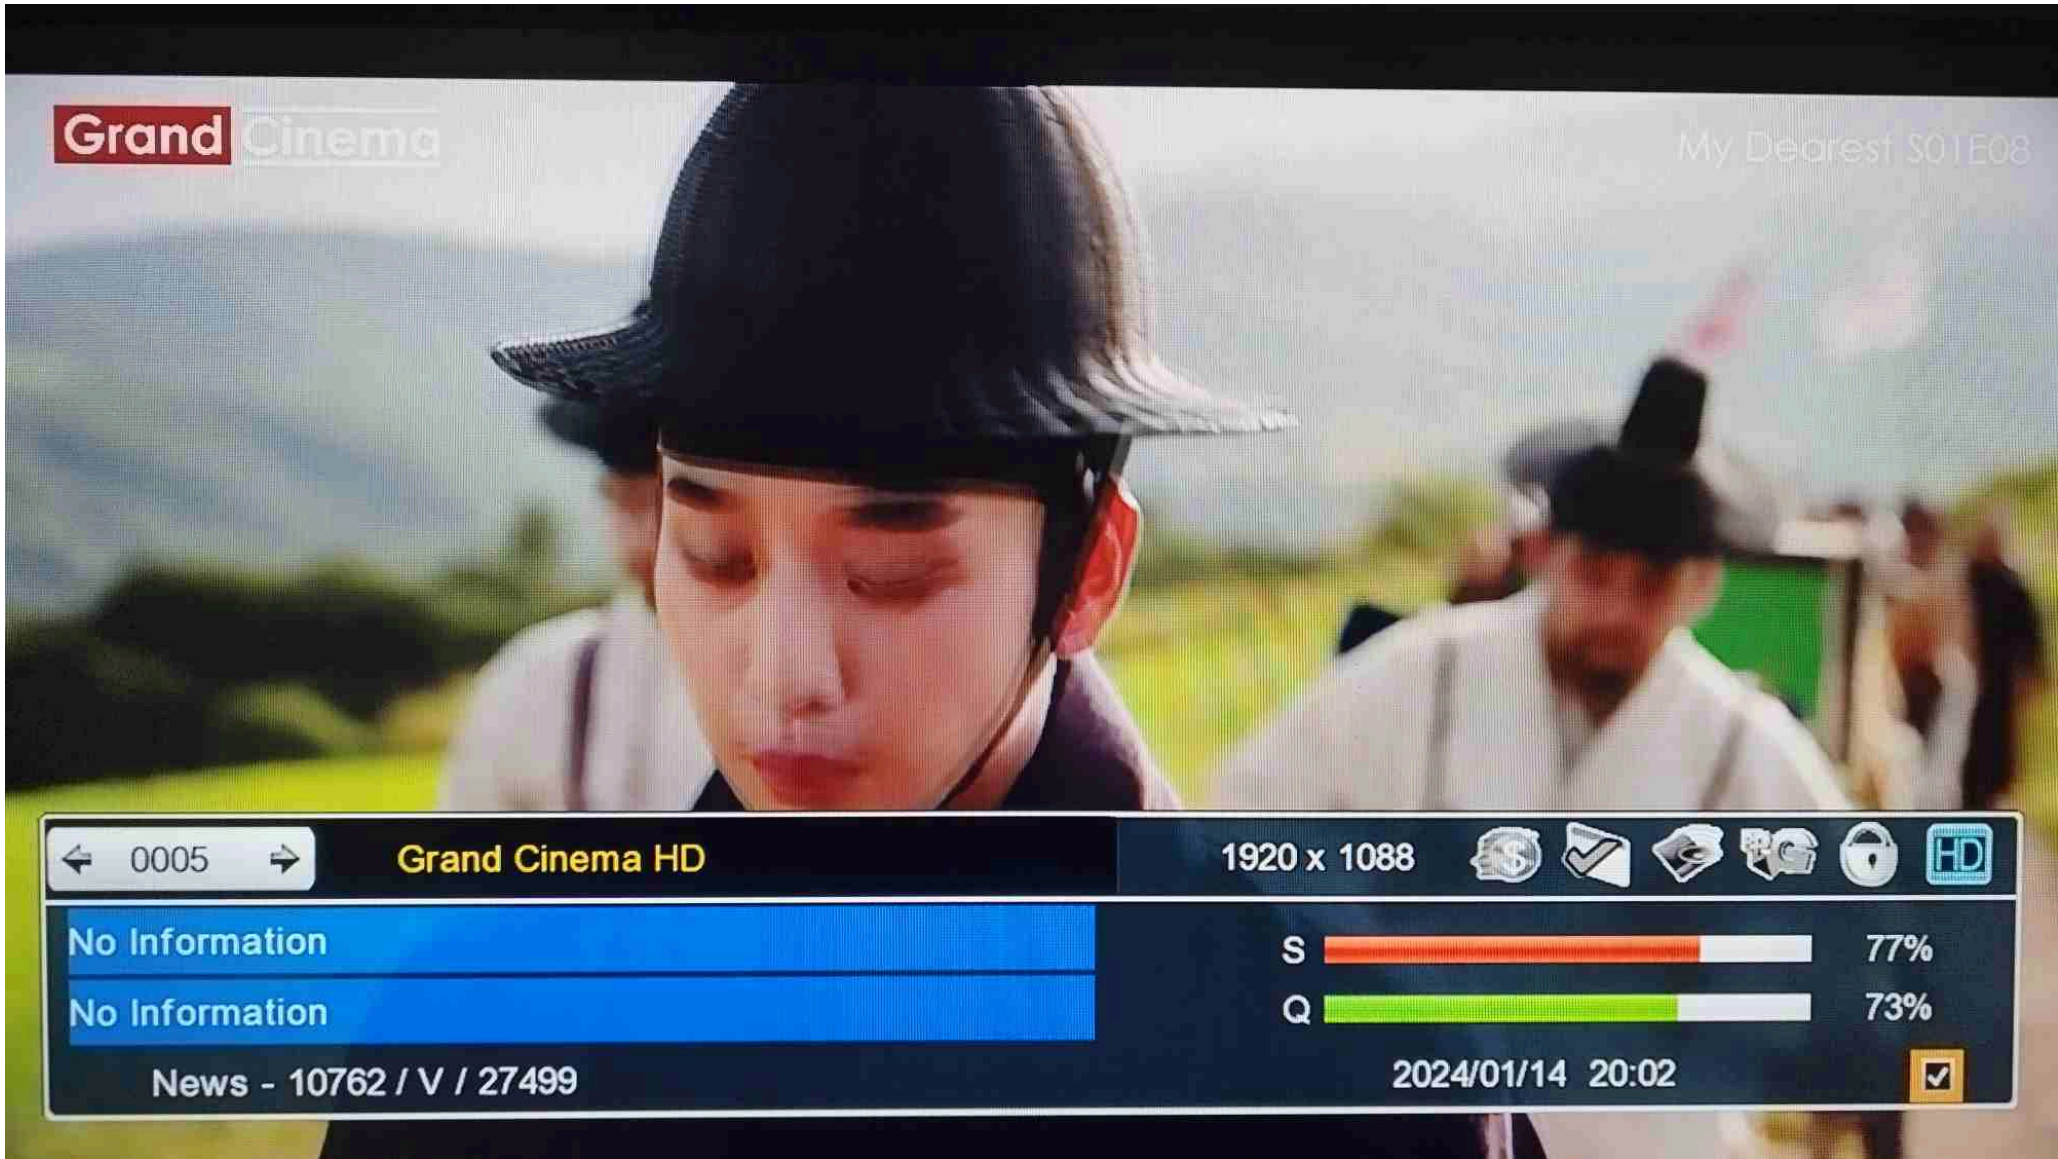 Grand Cinema
My Dearest S01E08
0005 Grand Cinema HD 1920 x 1088 HD
No Information
S 77%
No Information
Q 73%
News - 10762 / V / 27499 2024/01/14 20:02